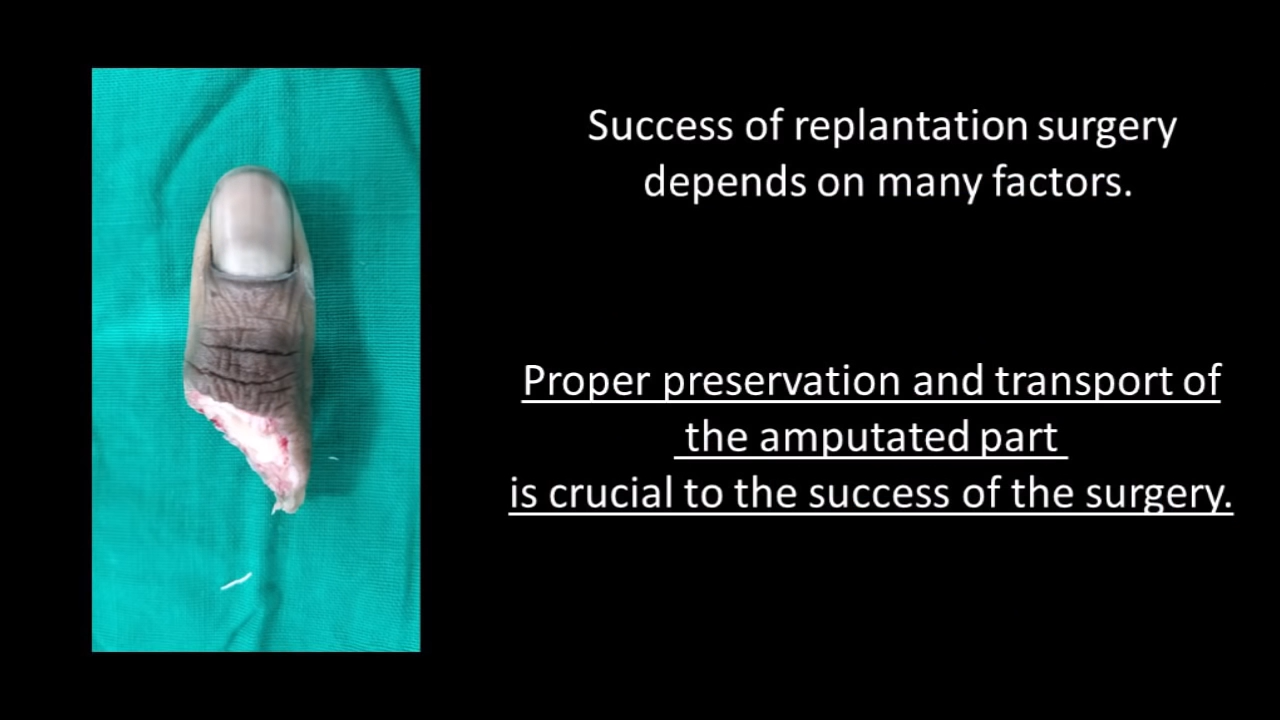 Success of replantation surgery
depends on many factors.
Proper preservation and transport of
the amputated part
is crucial to the success of the surgery.